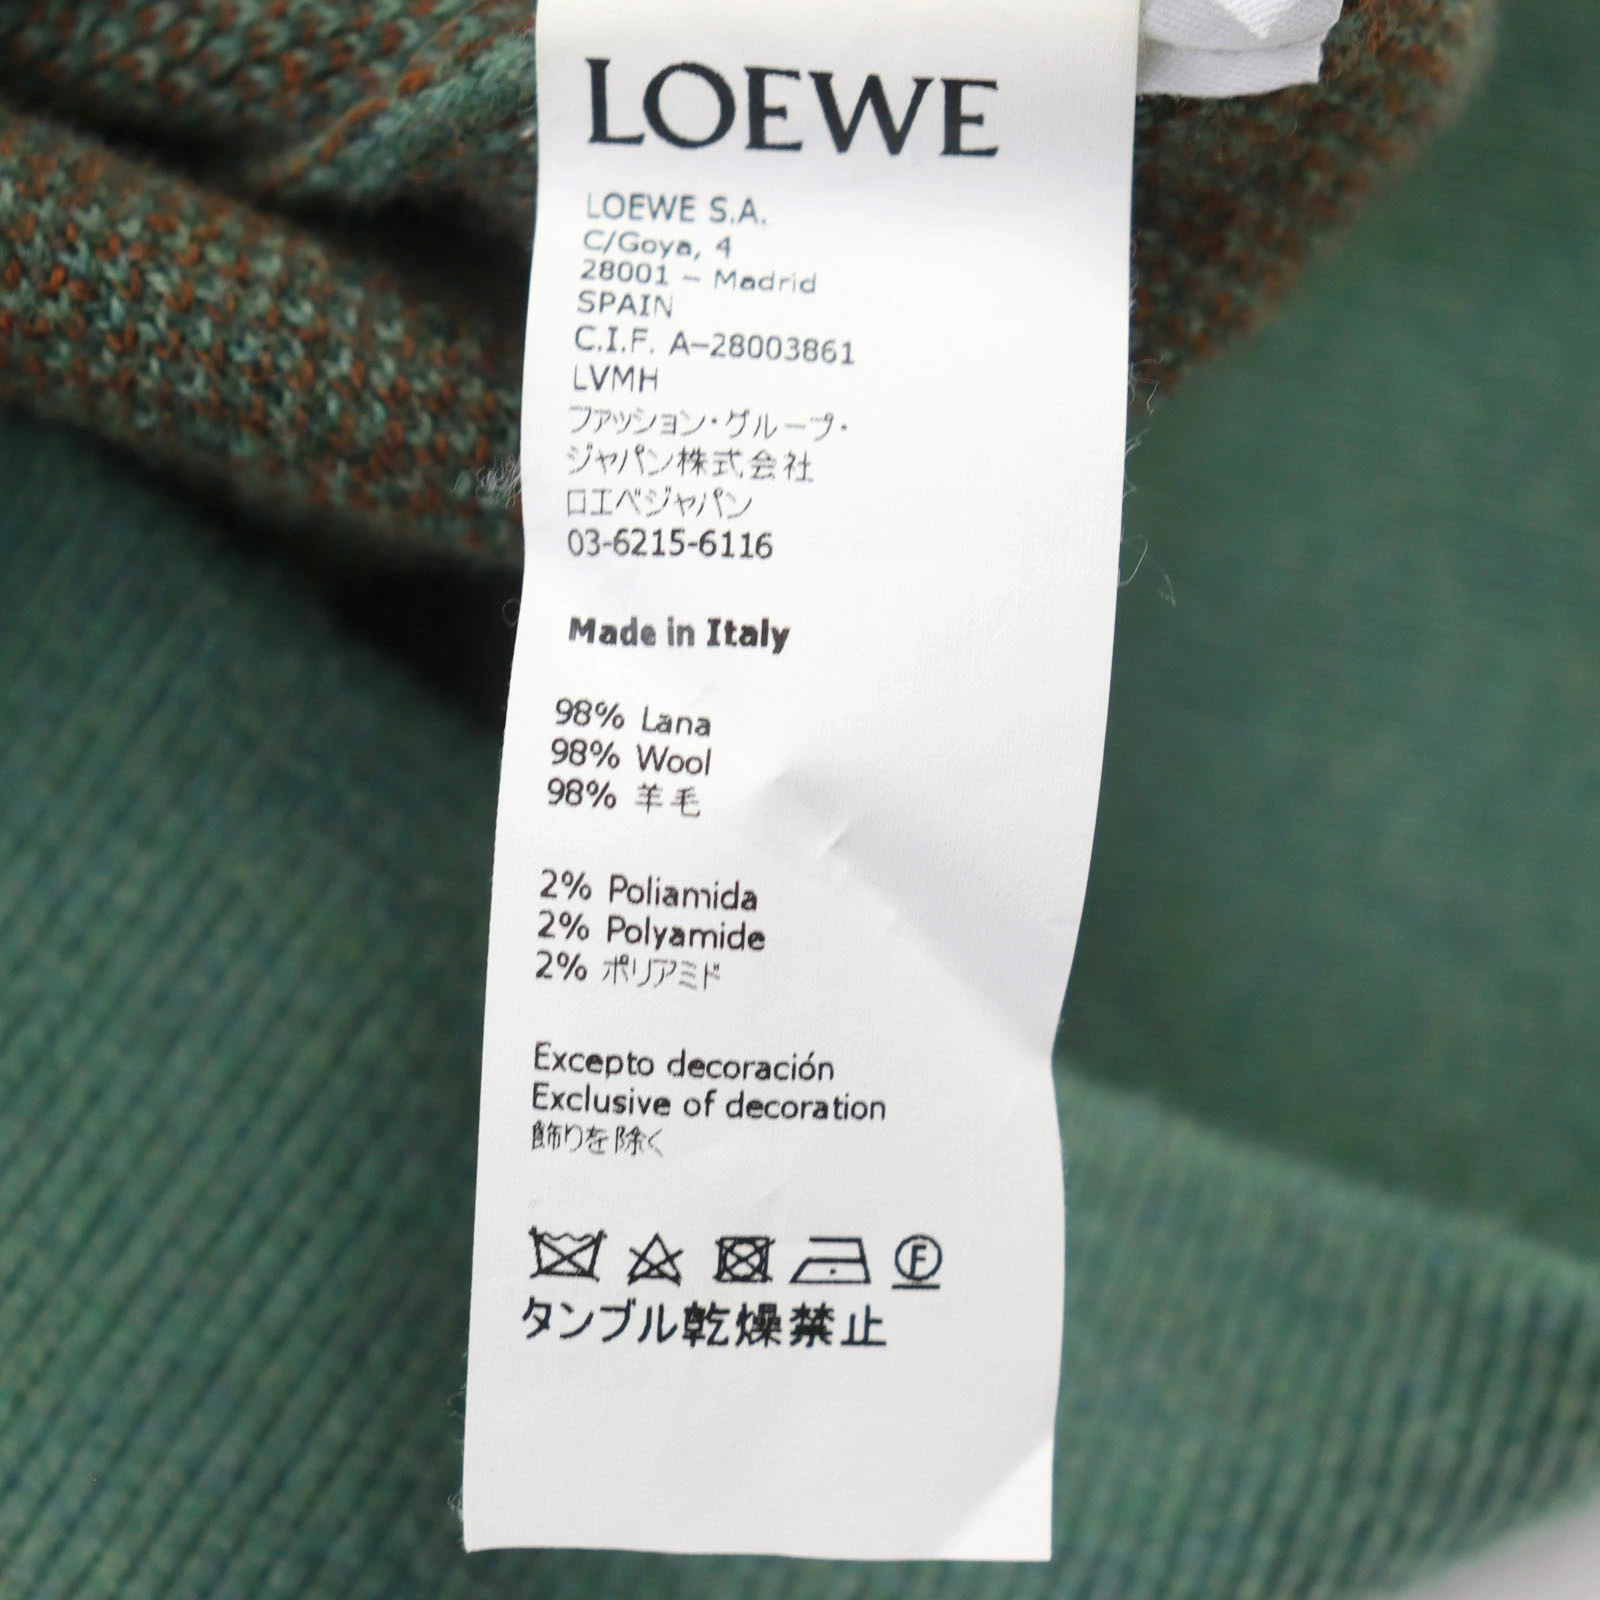 LOEWE
LOEWE S.A.
C/Goya, 4
28001 – Madrid
SPAIN
C.I.F. A–28003861
LVMH
ファッション・グループ・
ジャパン株式会社
ロエベジャパン
03-6215-6116
Made in Italy
98% Lana
98% Wool
98% 羊毛
2% Poliamida
2% Polyamide
2% ポリアミド
Excepto decoración
Exclusive of decoration
飾りを除く
F
タンブル乾燥禁止